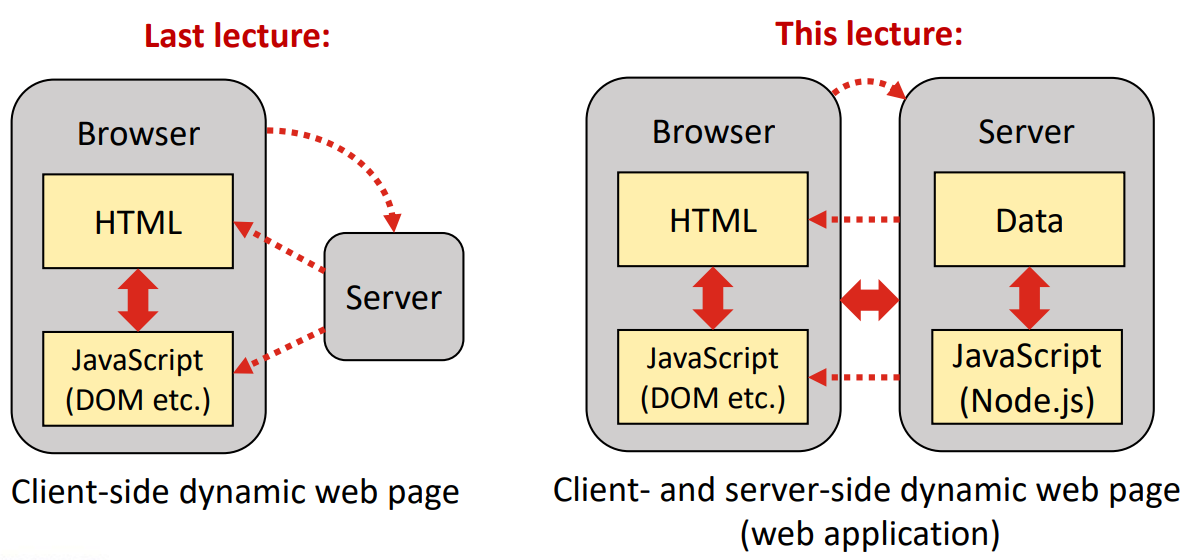 Last lecture:
Browser
HTML
JavaScript
(DOM etc.)
Server
Client-side dynamic web page
This lecture:
Browser
HTML
JavaScript
(DOM etc.)
Server
Data
JavaScript
(Node.js)
Client- and server-side dynamic web page
(web application)